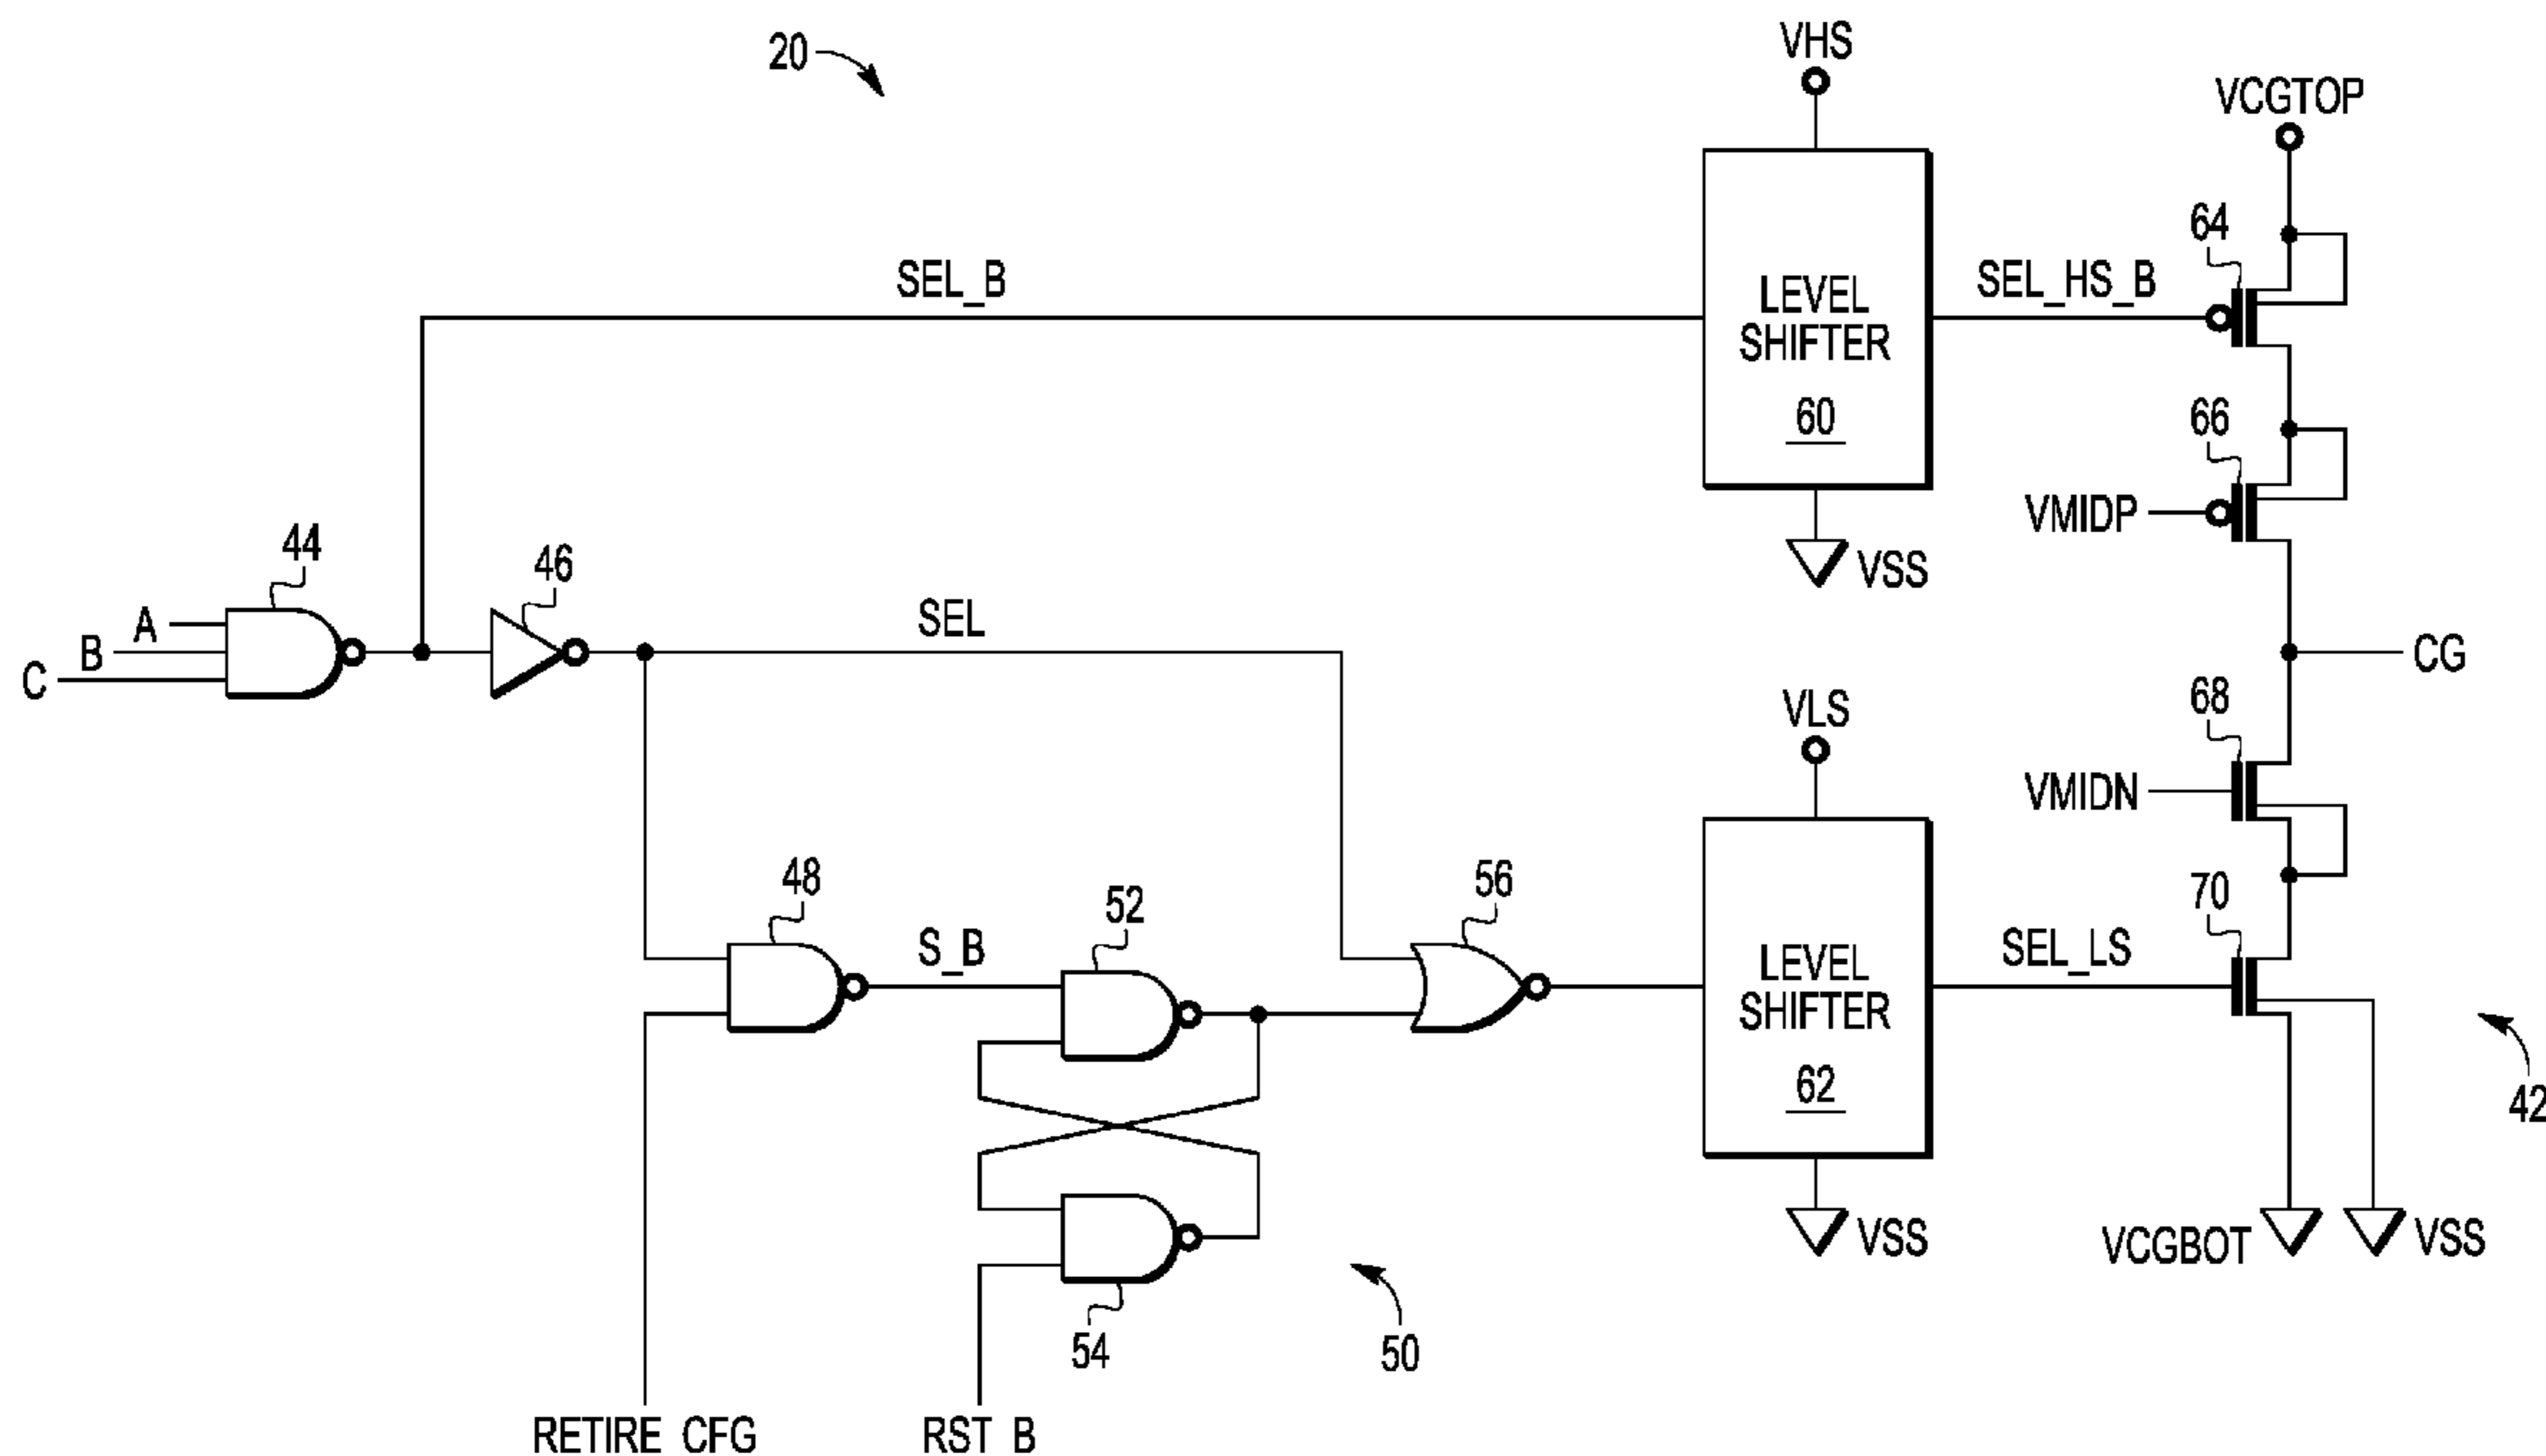 20
VHS
VCGTOP
64
SEL_B
LEVEL
SHIFTER
60
SEL_HS_B
66
VMIDP
VSS
44
46
A
B
C
SEL
CG
68
VLS
VMIDN
48
S_B
52
56
70
LEVEL
SHIFTER
62
SEL_LS
42
VSS
VCGBOT
VSS
54
50
RETIRE_CFG
RST_B